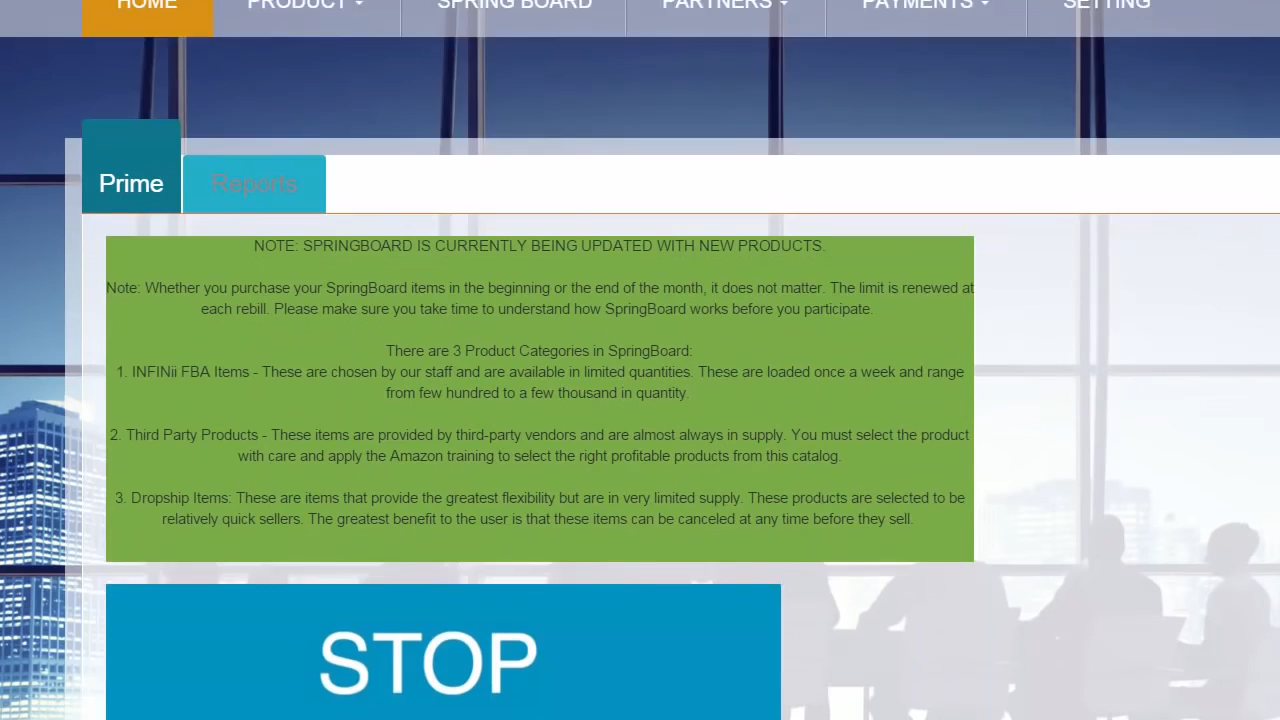 HOME PRODUCT SPRING BOARD PARTNERS PAYMENTS SETTING
Prime Reports
NOTE: SPRINGBOARD IS CURRENTLY BEING UPDATED WITH NEW PRODUCTS.
Note: Whether you purchase your SpringBoard items in the beginning or the end of the month, it does not matter. The limit is renewed at
each rebill. Please make sure you take time to understand how SpringBoard works before you participate.
There are 3 Product Categories in SpringBoard:
1. INFINii FBA Items - These are chosen by our staff and are available in limited quantities. These are loaded once a week and range
from few hundred to a few thousand in quantity.
2. Third Party Products - These items are provided by third-party vendors and are almost always in supply. You must select the product
with care and apply the Amazon training to select the right profitable products from this catalog.
3. Dropship Items: These are items that provide the greatest flexibility but are in very limited supply. These products are selected to be
relatively quick sellers. The greatest benefit to the user is that these items can be canceled at any time before they sell.
STOP